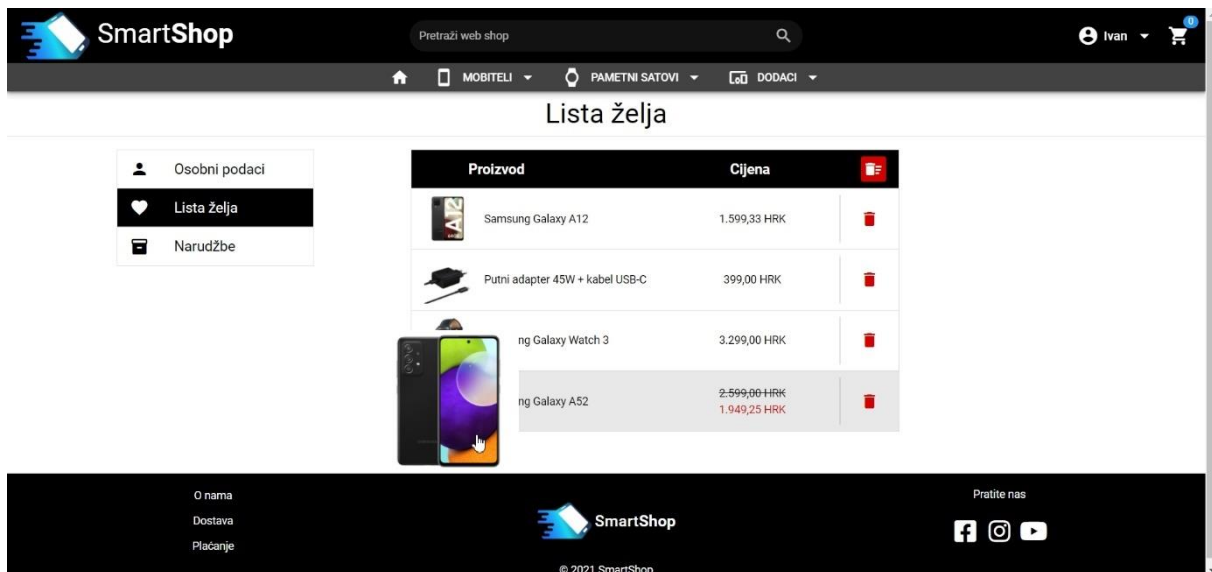 SmartShop
Pretraži web shop
Ivan
0
MOBITELI
PAMETNI SATOVI
DODACI
Lista želja
Osobni podaci
Lista želja
Narudžbe
Proizvod Cijena
A12
Samsung Galaxy A12 1.599,33 HRK
Putni adapter 45W + kabel USB-C 399,00 HRK
ng Galaxy Watch 3 3.299,00 HRK
ng Galaxy A52 2.599,00 HRK
1.949,25 HRK
O nama
Dostava
Plaćanje
SmartShop
© 2021 SmartShop
Pratite nas